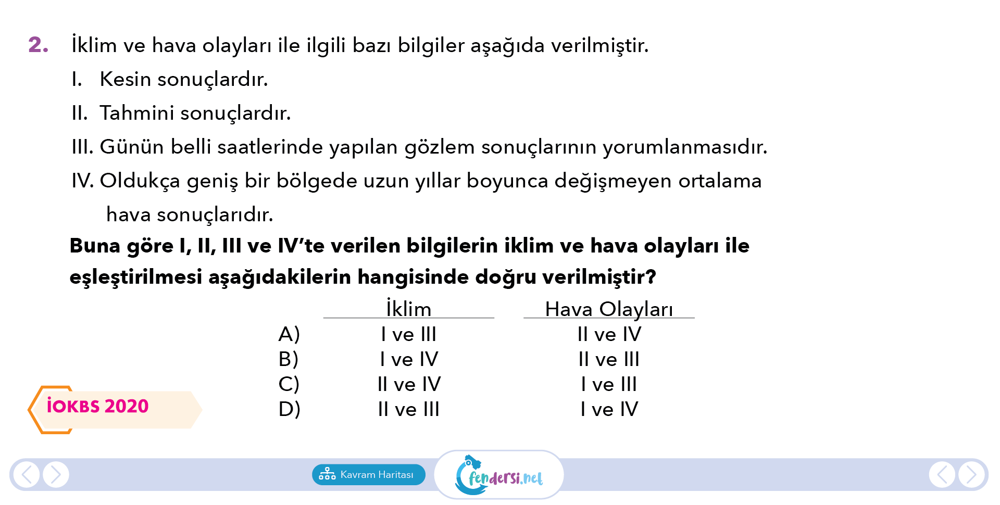 2. İklim ve hava olayları ile ilgili bazı bilgiler aşağıda verilmiştir.
I. Kesin sonuçlardır.
II. Tahmini sonuçlardır.
III. Günün belli saatlerinde yapılan gözlem sonuçlarının yorumlanmasıdır.
IV. Oldukça geniş bir bölgede uzun yıllar boyunca değişmeyen ortalama
hava sonuçlarıdır.
Buna göre I, II, III ve IV’te verilen bilgilerin iklim ve hava olayları ile
eşleştirilmesi aşağıdakilerin hangisinde doğru verilmiştir?
İklim Hava Olayları
A) I ve III II ve IV
B) I ve IV II ve III
C) II ve IV I ve III
D) II ve III I ve IV
İOKBS 2020
Kavram Haritası
fendersi.net